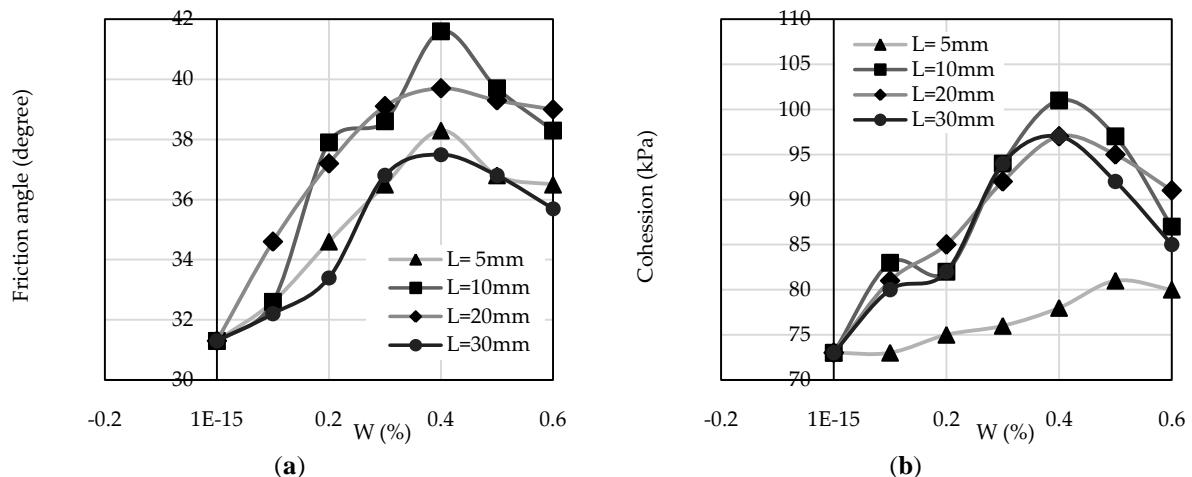 Friction angle (degree)
42
40
38
36
34
32
30
L= 5mm
L=10mm
L=20mm
L=30mm
-0.2
1E-15
0.2
0.4
0.6
W (%)
(a)
Cohession (kPa)
110
105
100
95
90
85
80
75
70
L= 5mm
L=10mm
L=20mm
L=30mm
-0.2
1E-15
0.2
0.4
0.6
W (%)
(b)